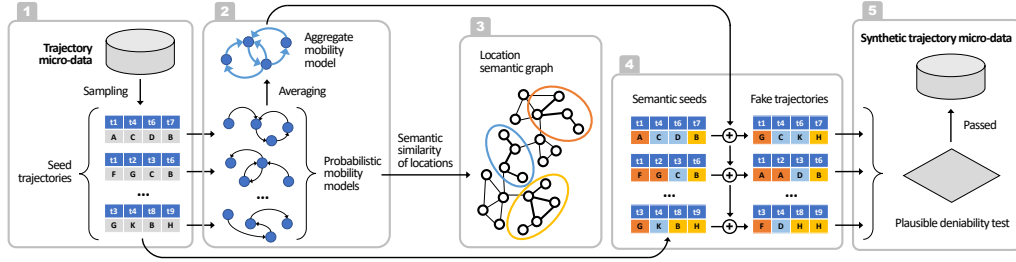 1
Trajectory
micro-data
Sampling
t1 t4 t6 t7
A C D B
Seed
trajectories
t1 t2 t3 t6
F G C B
...
t3 t4 t8 t9
G K B H
2
Aggregate
mobility
model
Averaging
...
Probabilistic
mobility
models
Semantic
similarity
of locations
3
Location
semantic graph
4
Semantic seeds
t1 t4 t6 t7
A C D B
t1 t2 t3 t6
F G C B
...
t3 t4 t8 t9
G K B H
+
+
+
Fake trajectories
t1 t4 t6 t7
G C K H
t1 t2 t3 t6
A A D B
...
t3 t4 t8 t9
F D H H
5
Synthetic trajectory micro-data
Passed
Plausible deniability test